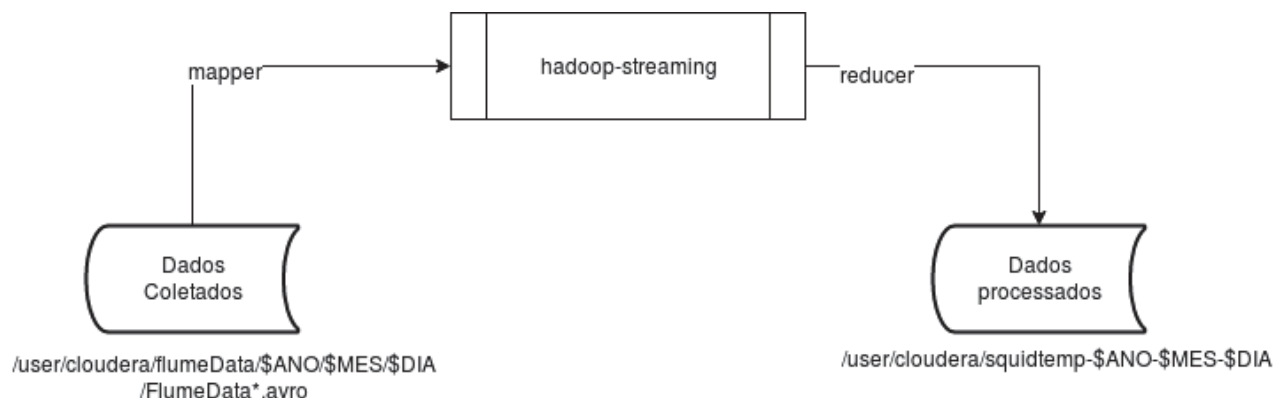 mapper
hadoop-streaming
reducer
Dados
Coletados
Dados
processados
/user/cloudera/flumeData/$ANO/$MES/$DIA
/FlumeData*.avro
/user/cloudera/squidtemp-$ANO-$MES-$DIA